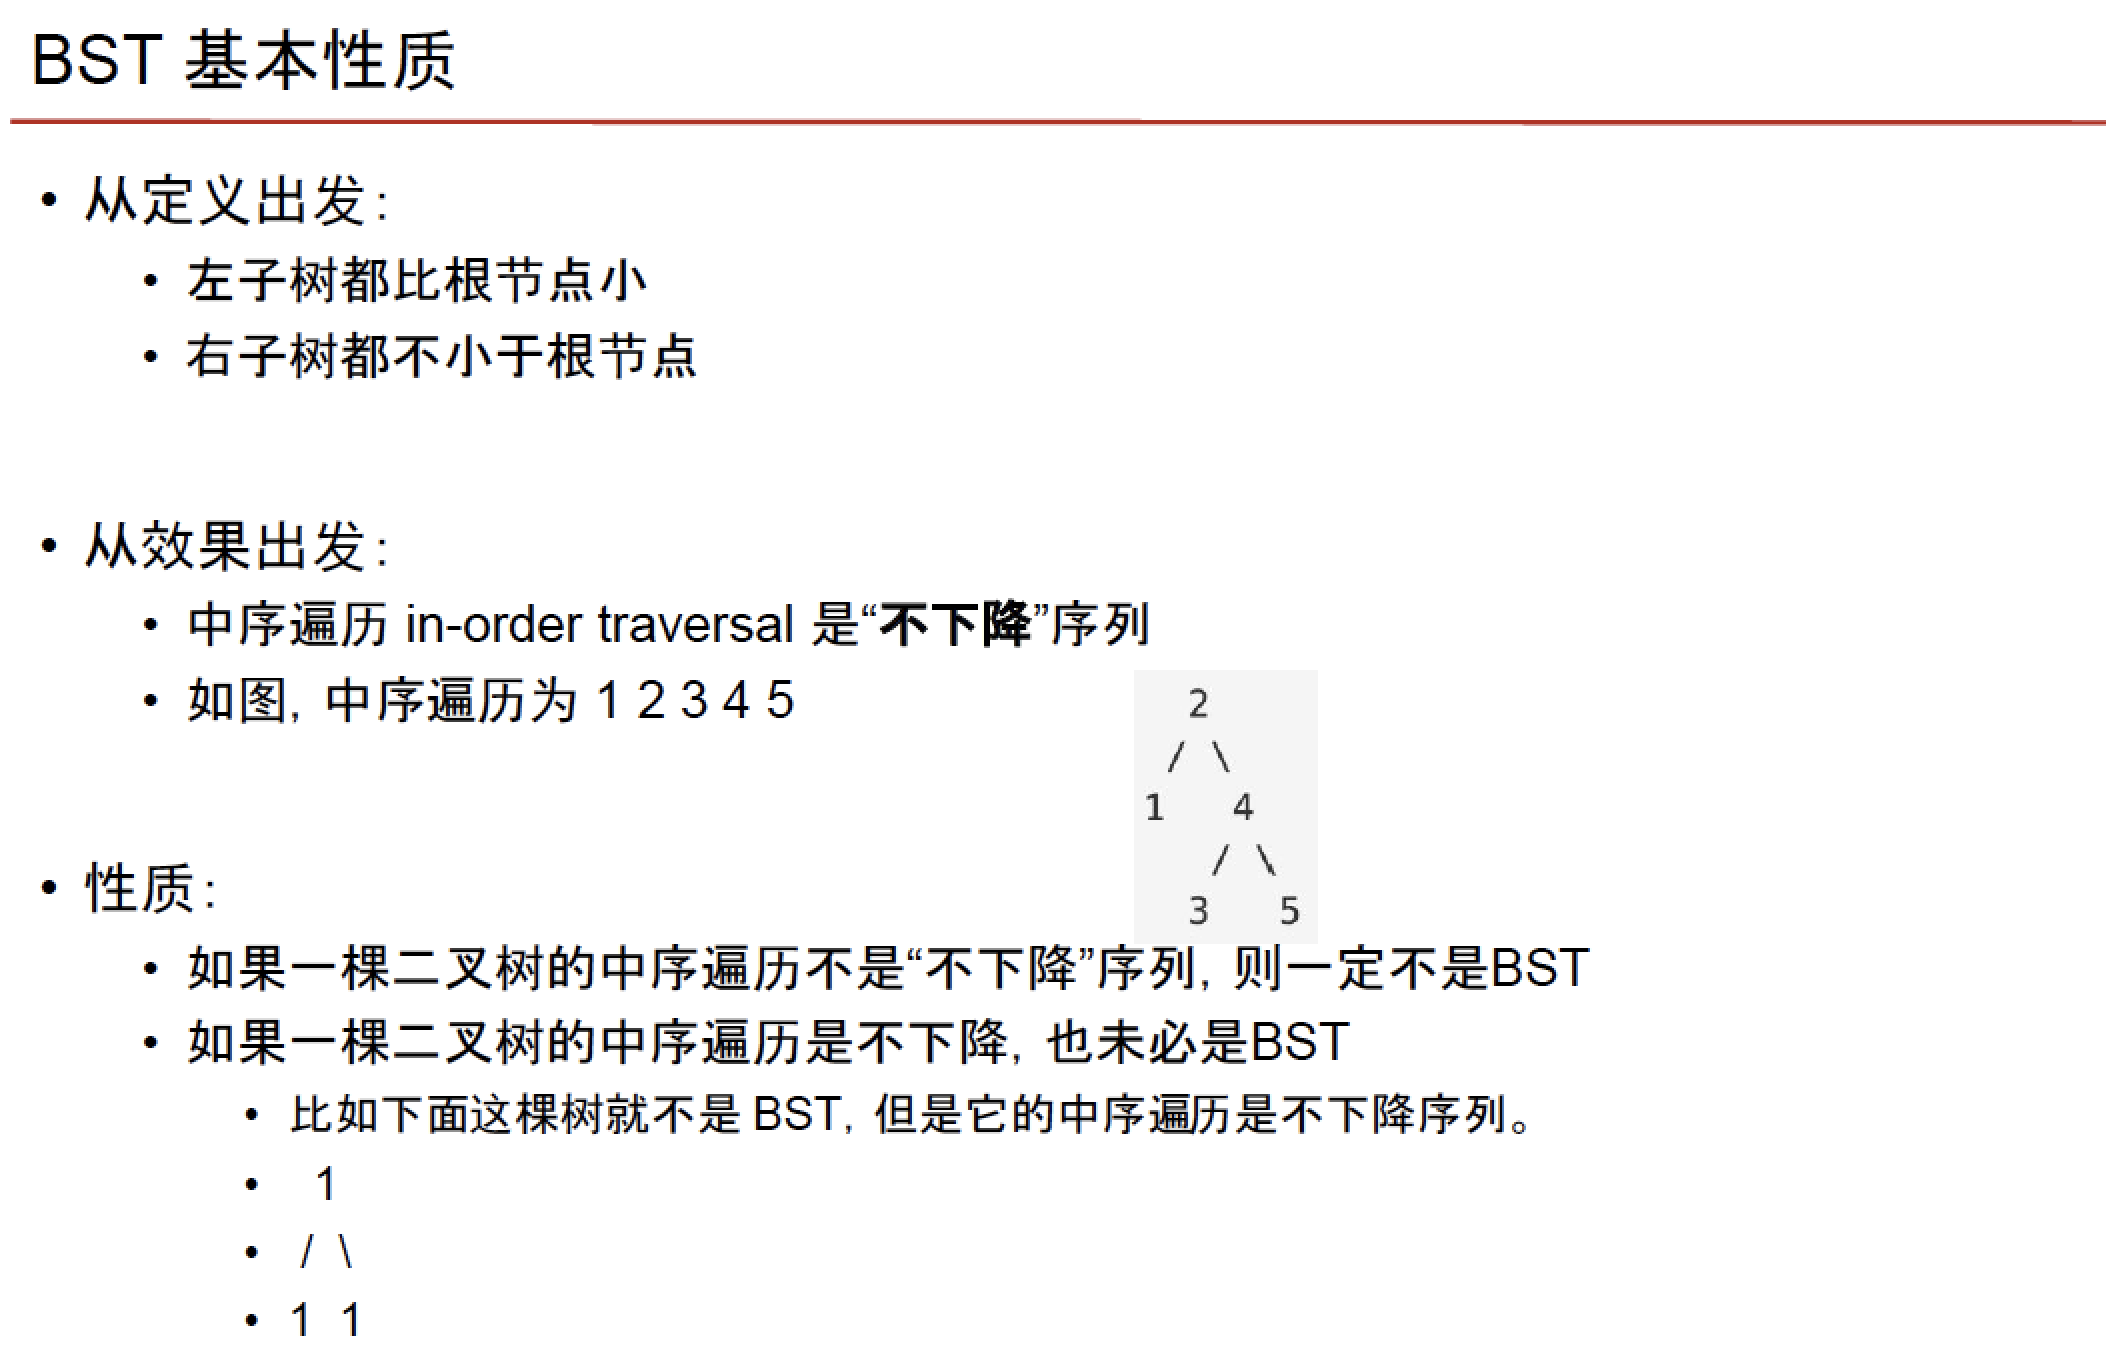 BST 基本性质
• 从定义出发：
• 左子树都比根节点小
• 右子树都不小于根节点
• 从效果出发：
• 中序遍历 in-order traversal 是“不下降”序列
• 如图，中序遍历为 1 2 3 4 5
2
/ \
1 4
/ \
3 5
• 性质：
• 如果一棵二叉树的中序遍历不是“不下降”序列，则一定不是BST
• 如果一棵二叉树的中序遍历是不下降，也未必是BST
• 比如下面这棵树就不是 BST，但是它的中序遍历是不下降序列。
• 1
• / \
• 1 1